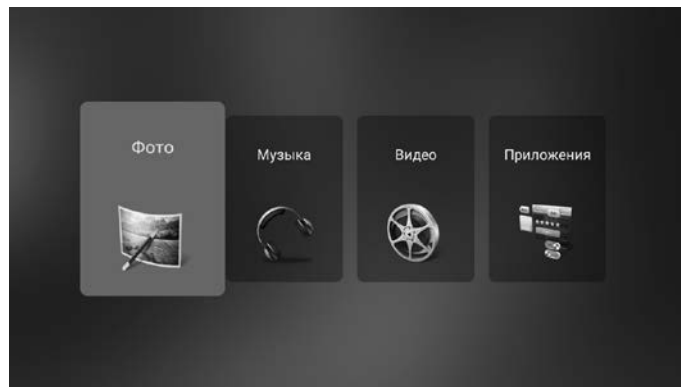 Фото
Музыка
Видео
Приложения